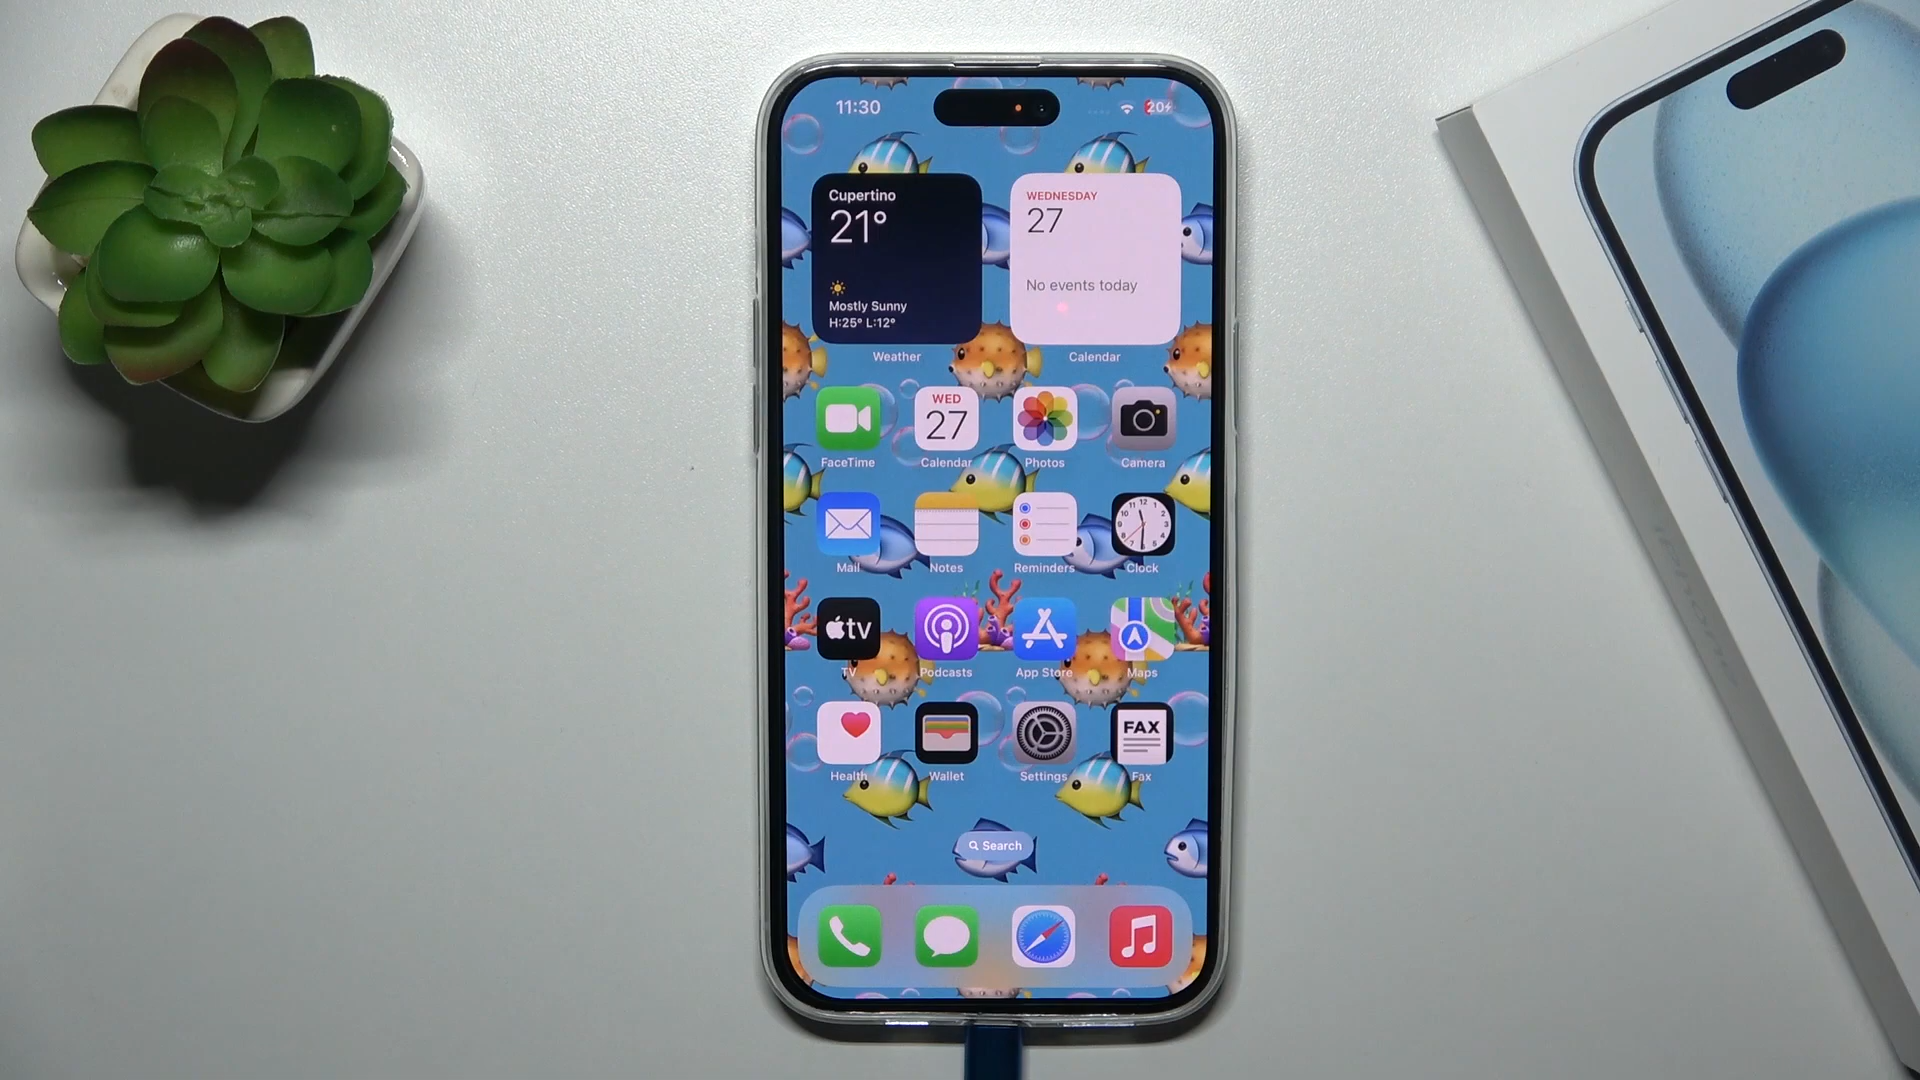 11:30
20
Cupertino
21°
Mostly Sunny
H:25° L:12°
Weather
WEDNESDAY
27
No events today
Calendar
WED
27
FaceTime
Calendar
Photos
Camera
Mail
Notes
Reminders
Clock
tv
TV
Podcasts
App Store
Maps
FAX
Health
Wallet
Settings
Fax
Search